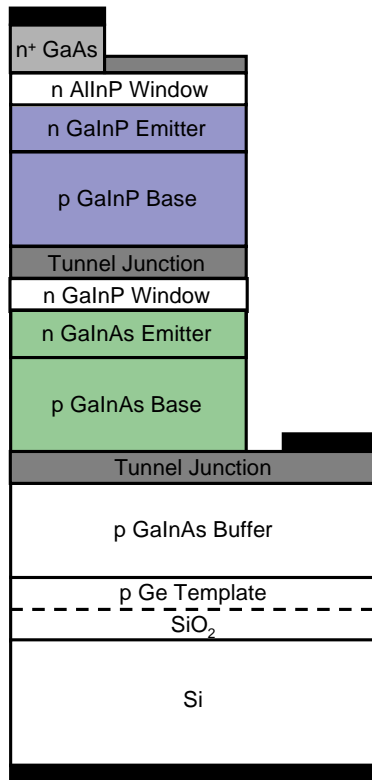 n⁺ GaAs
n AlInP Window
n GaInP Emitter
p GaInP Base
Tunnel Junction
n GaInP Window
n GaInAs Emitter
p GaInAs Base
Tunnel Junction
p GaInAs Buffer
p Ge Template
SiO₂
Si